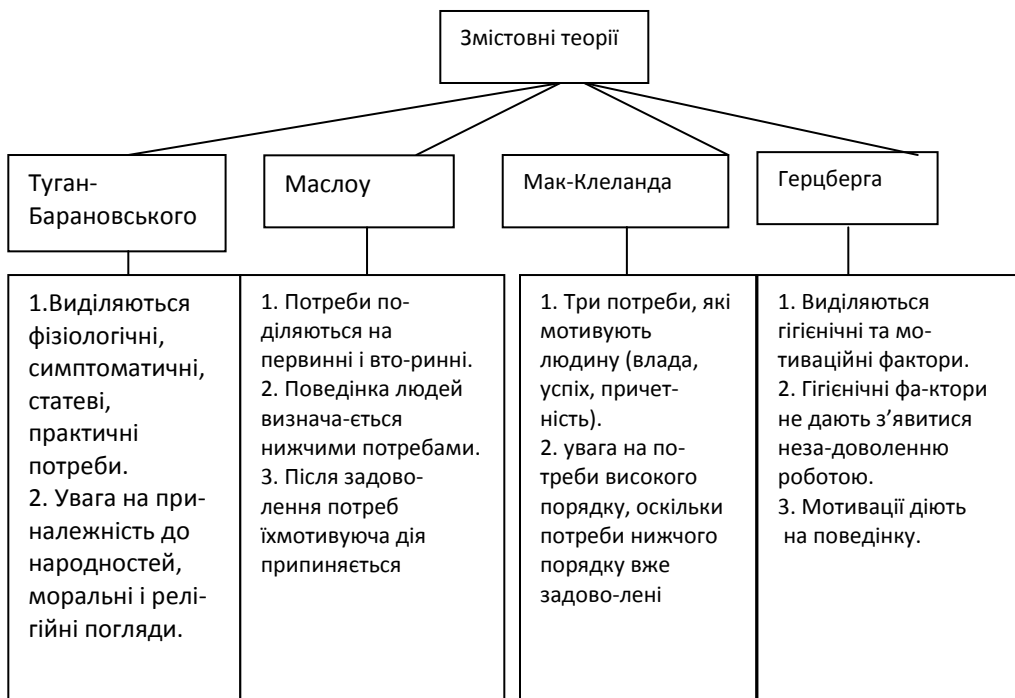 Змістовні теорії
Туган-
Барановського
Маслоу
Мак-Клеланда
Герцберга
1.Виділяються
фізіологічні,
симптоматичні,
статеві,
практичні
потреби.
2. Увага на при-
належність до
народностей,
моральні і релі-
гійні погляди.
1. Потреби по-
діляються на
первинні і вто-ринні.
2. Поведінка людей
визнача-ється
нижчими потребами.
3. Після задово-
лення потреб
їхмотивуюча дія
припиняється
1. Три потреби, які
мотивують
людину (влада,
успіх, причет-
ність).
2. увага на по-
треби високого
порядку, оскільки
потреби нижчого
порядку вже
задово-лені
1. Виділяються
гігієнічні та мо-
тиваційні фактори.
2. Гігієнічні фа-ктори
не дають з’явитися
неза-доволенню
роботою.
3. Мотивації діють
на поведінку.